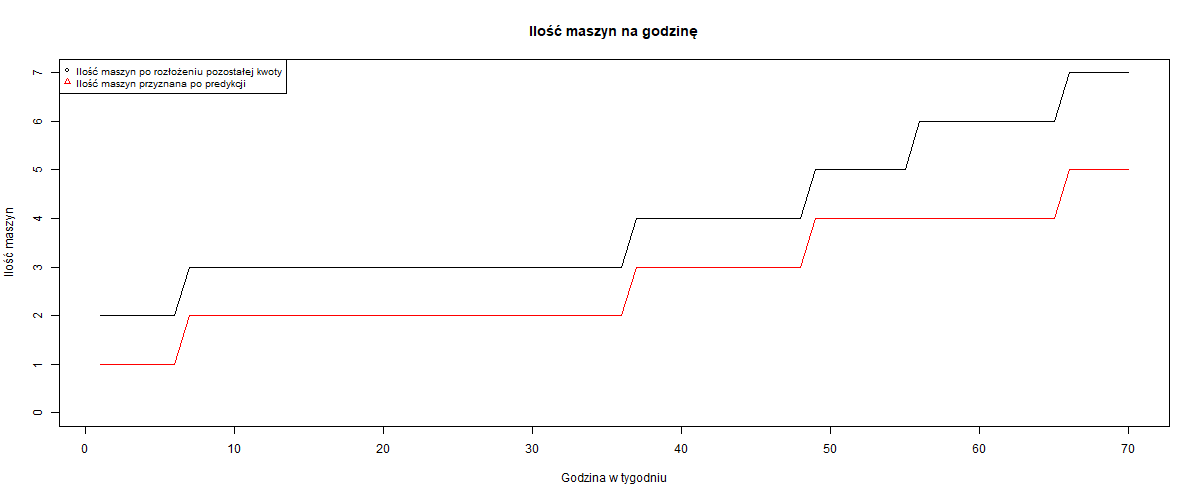 Ilość maszyn na godzinę
Ilość maszyn po rozłożeniu pozostałej kwoty
Ilość maszyn przyznana po predykcji
Ilość maszyn
7
6
5
4
3
2
1
0
0 10 20 30 40 50 60 70
Godzina w tygodniu